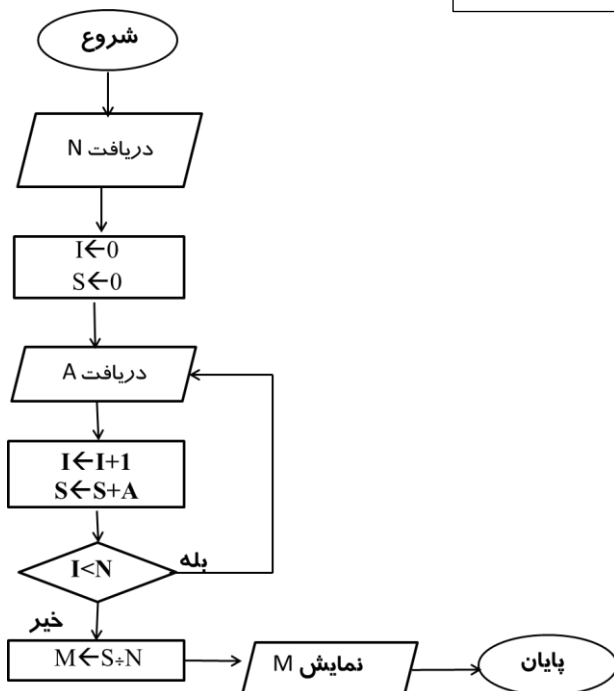 شروع
دریافت N
I←0
S←0
دریافت A
I←I+1
S←S+A
I<N
بله
خیر
M←S÷N
نمایش M
پایان